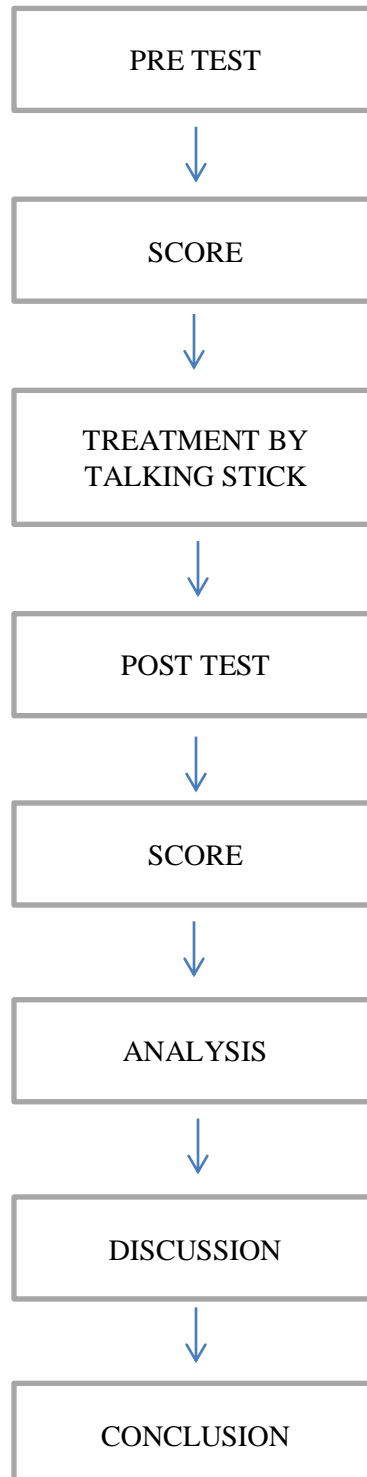 PRE TEST
SCORE
TREATMENT BY
TALKING STICK
POST TEST
SCORE
ANALYSIS
DISCUSSION
CONCLUSION